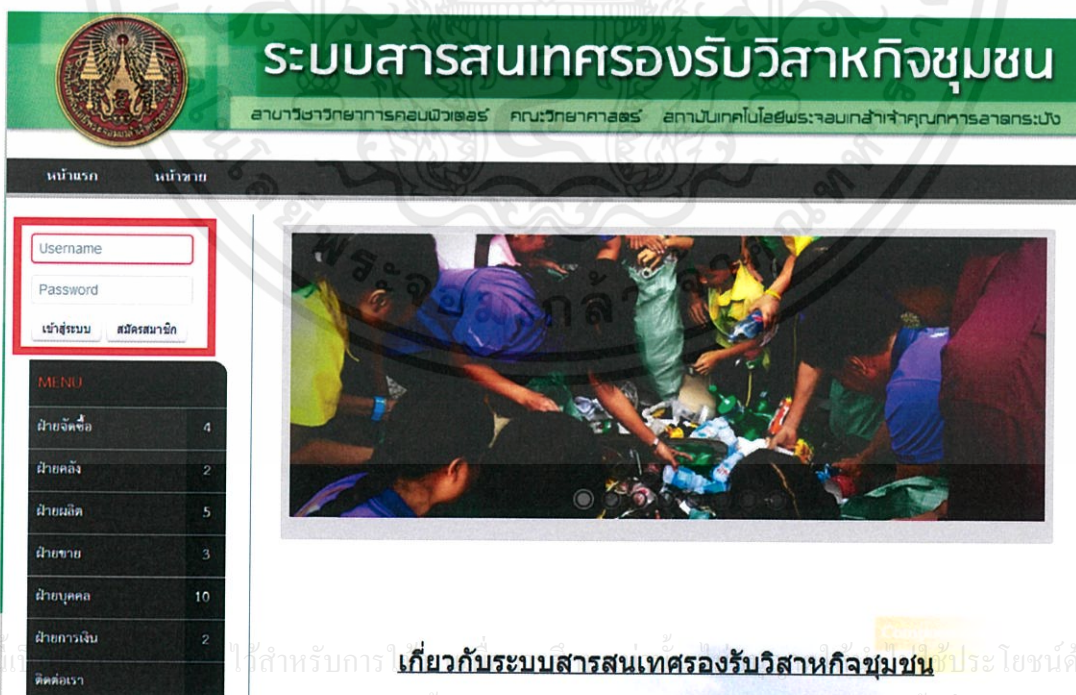 ระบบสารสนเทศรองรับวิสาหกิจชุมชน
สาขาวิชาวิทยาการคอมพิวเตอร์ คณะวิทยาศาสตร์ สถาบันเทคโนโลยีพระจอมเกล้าเจ้าคุณทหารลาดกระบัง
หน้าแรก หน้าขาย
Username
Password
เข้าสู่ระบบ สมัครสมาชิก
MENU
ฝ่ายจัดซื้อ 4
ฝ่ายคลัง 2
ฝ่ายผลิต 5
ฝ่ายขาย 3
ฝ่ายบุคคล 10
ฝ่ายการเงิน 2
ติดต่อเรา
พระจอมเกล้า
เกี่ยวกับระบบสารสนเทศรองรับวิสาหกิจชุมชน